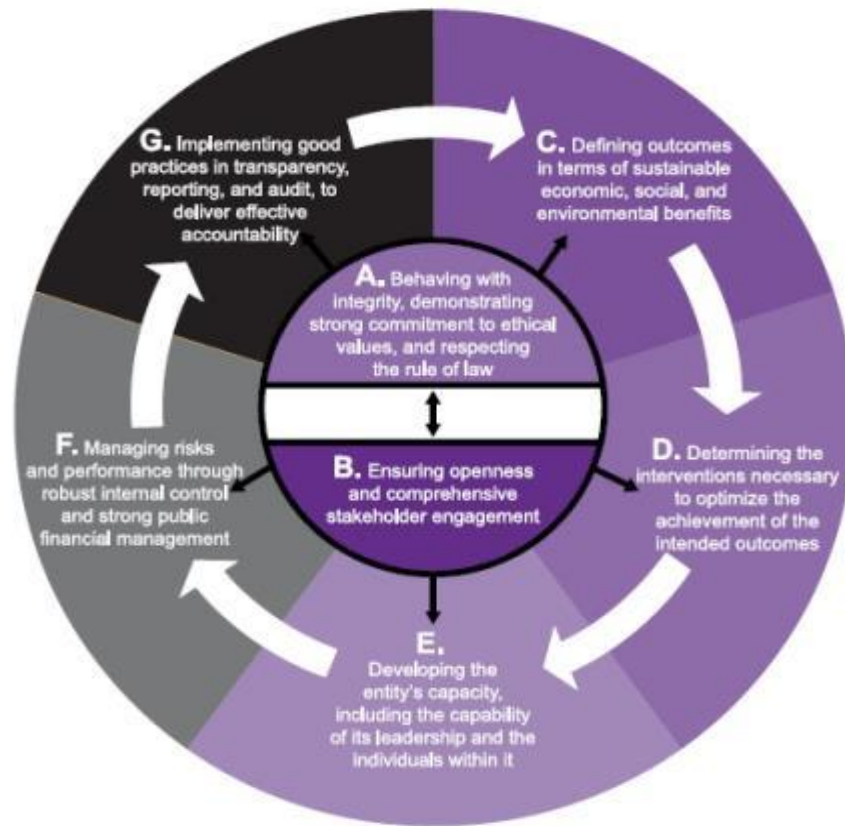 G. Implementing good
practices in transparency,
reporting, and audit, to
deliver effective
accountability
C. Defining outcomes
in terms of sustainable
economic, social, and
environmental benefits
A. Behaving with
integrity, demonstrating
strong commitment to ethical
values, and respecting
the rule of law
F. Managing risks
and performance through
robust internal control
and strong public
financial management
B. Ensuring openness
and comprehensive
stakeholder engagement
D. Determining the
interventions necessary
to optimize the
achievement of the
intended outcomes
E.
Developing the
entity's capacity,
including the capability
of its leadership and the
individuals within it